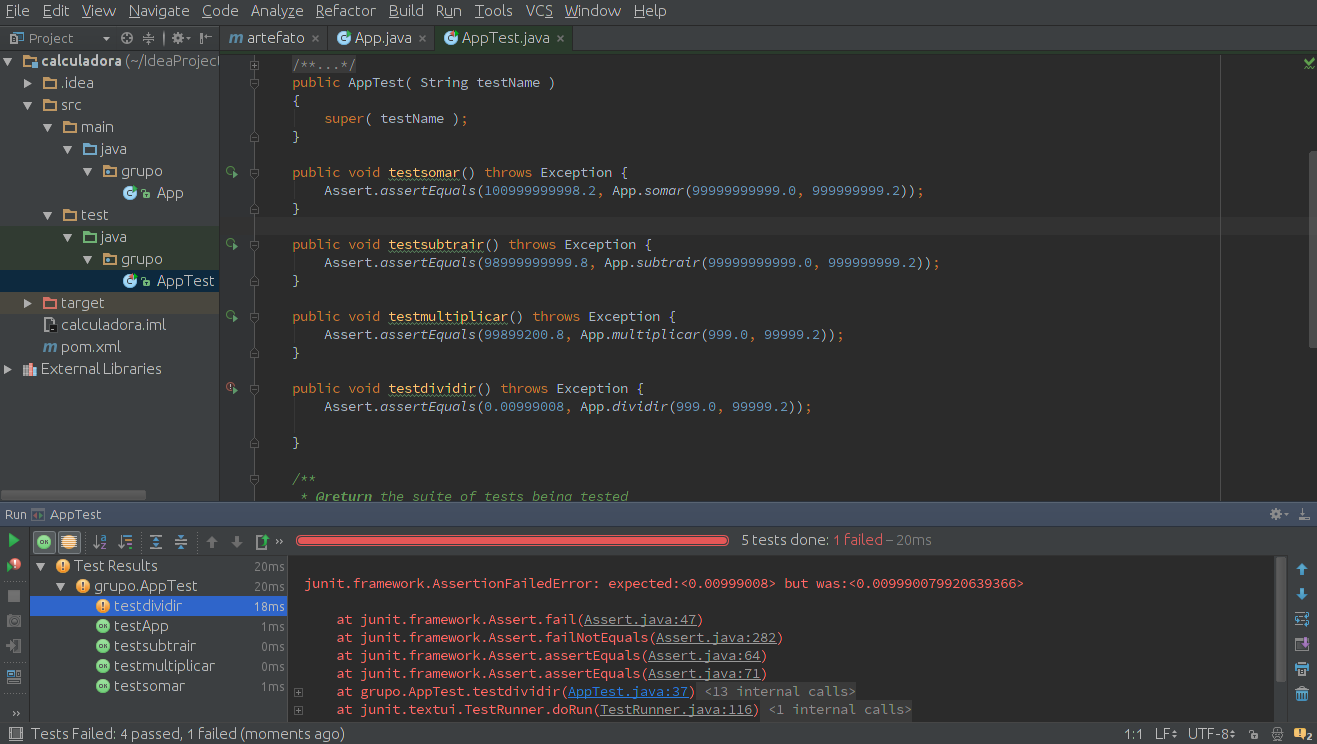 File Edit View Navigate Code Analyze Refactor Build Run Tools VCS Window Help
Project
artefato
App.java
AppTest.java
calculadora (~/IdeaProject
.idea
src
main
java
grupo
App
test
java
grupo
AppTest
target
calculadora.iml
pom.xml
External Libraries
/**...*/
public AppTest( String testName )
{
super( testName );
}
public void testsomar() throws Exception {
Assert.assertEquals(100999999998.2, App.somar(99999999999.0, 999999999.2));
}
public void testsubtrair() throws Exception {
Assert.assertEquals(98999999999.8, App.subtrair(99999999999.0, 999999999.2));
}
public void testmultiplicar() throws Exception {
Assert.assertEquals(99899200.8, App.multiplicar(999.0, 99999.2));
}
public void testdividir() throws Exception {
Assert.assertEquals(0.00999008, App.dividir(999.0, 99999.2));
}
/**
* @return the suite of tests being tested
Run AppTest
5 tests done: 1 failed – 20ms
Test Results 20ms
grupo.AppTest 20ms
testdividir 18ms
testApp 1ms
testsubtrair 0ms
testmultiplicar 0ms
testsomar 1ms
junit.framework.AssertionFailedError: expected:<0.00999008> but was:<0.009990079920639366>
at junit.framework.Assert.fail(Assert.java:47)
at junit.framework.Assert.failNotEquals(Assert.java:282)
at junit.framework.Assert.assertEquals(Assert.java:64)
at junit.framework.Assert.assertEquals(Assert.java:71)
at grupo.AppTest.testdividir(AppTest.java:37) <13 internal calls>
at junit.textui.TestRunner.doRun(TestRunner.java:116) <1 internal calls>
Tests Failed: 4 passed, 1 failed (moments ago)
1:1 LF UTF-8 2